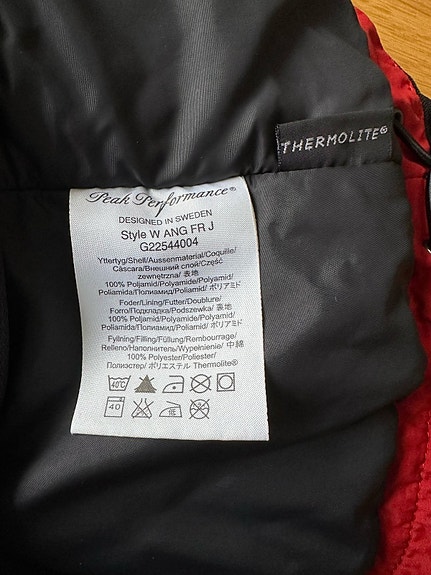 THERMOLITE®
Peak Performance®
DESIGNED IN SWEDEN
Style W ANG FR J
G22544004
Yttertyg/Shell/Aussenmaterial/Coquille/
Cáscara/Внешний слой/Część
zewnętrzna/ 表地
100% Polyamid/Polyamide/Polyamid/
Poliamida/Полиамид/Poliamid/ ポリアミド
Foder/Lining/Futter/Doublure/
Forro/Подкладка/Podszewka/ 裏地
100% Polyamid/Polyamide/Polyamid/
Poliamida/Полиамид/Poliamid/ ポリアミド
Fyllning/Filling/Füllung/Rembourrage/
Relleno/Наполнитель/Wypełnienie/ 中綿
100% Polyester/Poliester/
Полиэстер/ ポリエステル Thermolite®
40°C
40